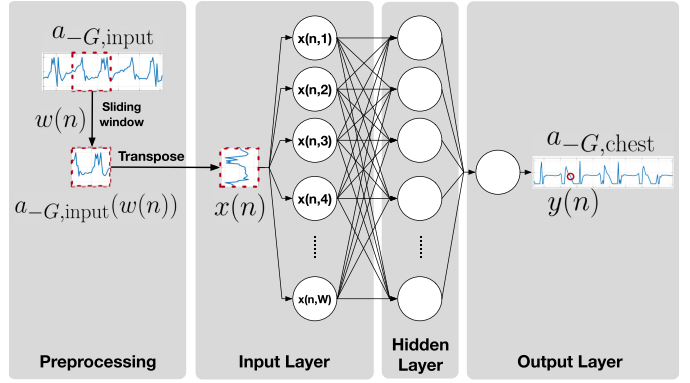 a_{-G,input}
Sliding
window
w(n)
Transpose
a_{-G,input}(w(n))
Preprocessing
x(n)
x(n,1)
x(n,2)
x(n,3)
x(n,4)
x(n,W)
Input Layer
Hidden
Layer
a_{-G,chest}
y(n)
Output Layer